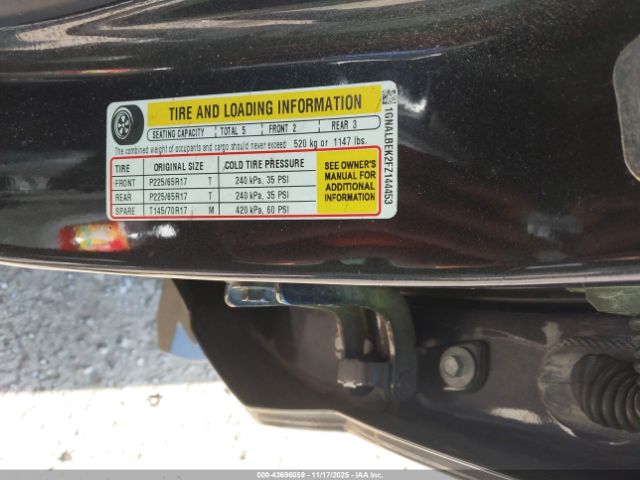 TIRE AND LOADING INFORMATION
SEATING CAPACITY TOTAL 5 FRONT 2 REAR 3
The combined weight of occupants and cargo should never exceed 520 kg or 1147 lbs.
TIRE ORIGINAL SIZE COLD TIRE PRESSURE
FRONT P225/65R17 T 240 kPa, 35 PSI
REAR P225/65R17 T 240 kPa, 35 PSI
SPARE T145/70R17 M 420 kPa, 60 PSI
SEE OWNER'S
MANUAL FOR
ADDITIONAL
INFORMATION
1GNALBEK2FZ144453
000-43696059 - 11/17/2025 - IAAI.COM